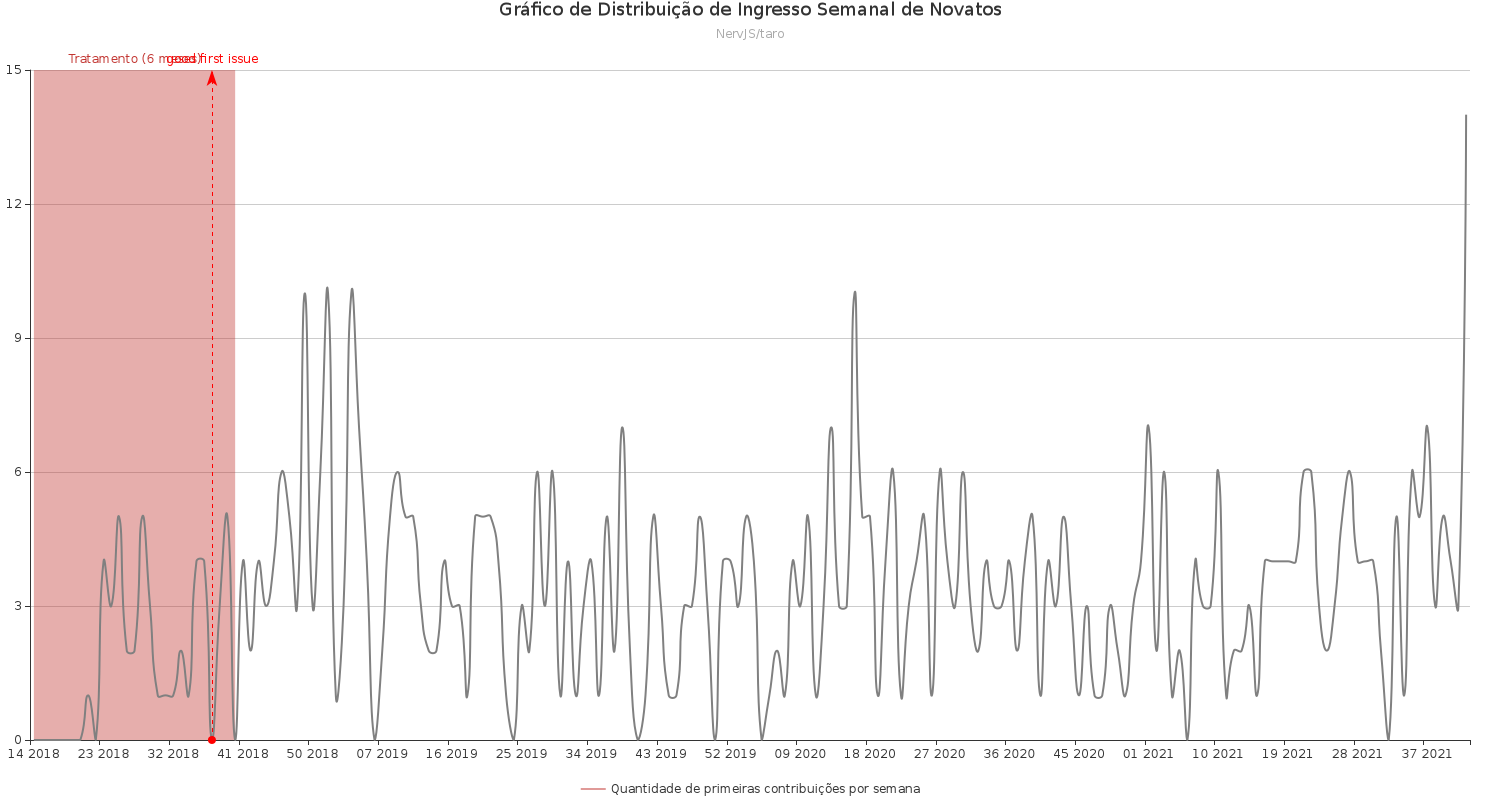 Gráfico de Distribuição de Ingresso Semanal de Novatos
NervJS/taro
Tratamento (6 meses)
good first issue
15
12
9
6
3
0
14 2018 23 2018 32 2018 41 2018 50 2018 07 2019 16 2019 25 2019 34 2019 43 2019 52 2019 09 2020 18 2020 27 2020 36 2020 45 2020 01 2021 10 2021 19 2021 28 2021 37 2021
Quantidade de primeiras contribuições por semana